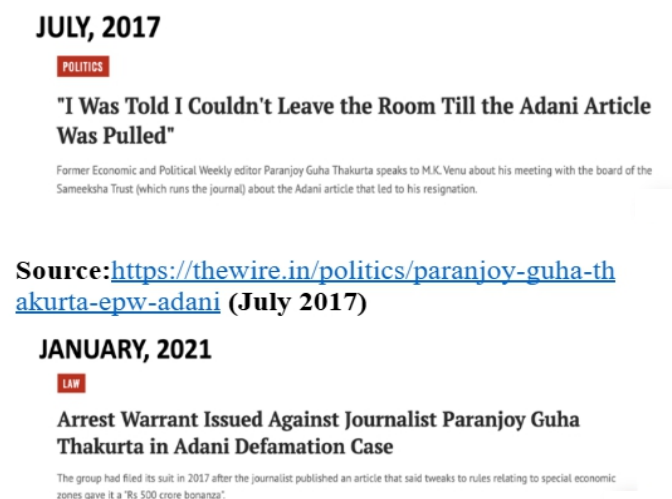 JULY, 2017
POLITICS
"I Was Told I Couldn't Leave the Room Till the Adani Article
Was Pulled"
Former Economic and Political Weekly editor Paranjoy Guha Thakurta speaks to M.K. Venu about his meeting with the board of the
Sameeksha Trust (which runs the journal) about the Adani article that led to his resignation.
Source:https://thewire.in/politics/paranjoy-guha-th
akurta-epw-adani (July 2017)
JANUARY, 2021
LAW
Arrest Warrant Issued Against Journalist Paranjoy Guha
Thakurta in Adani Defamation Case
The group had filed its suit in 2017 after the journalist published an article that said tweaks to rules relating to special economic
zones gave it a "Rs 500 crore bonanza".